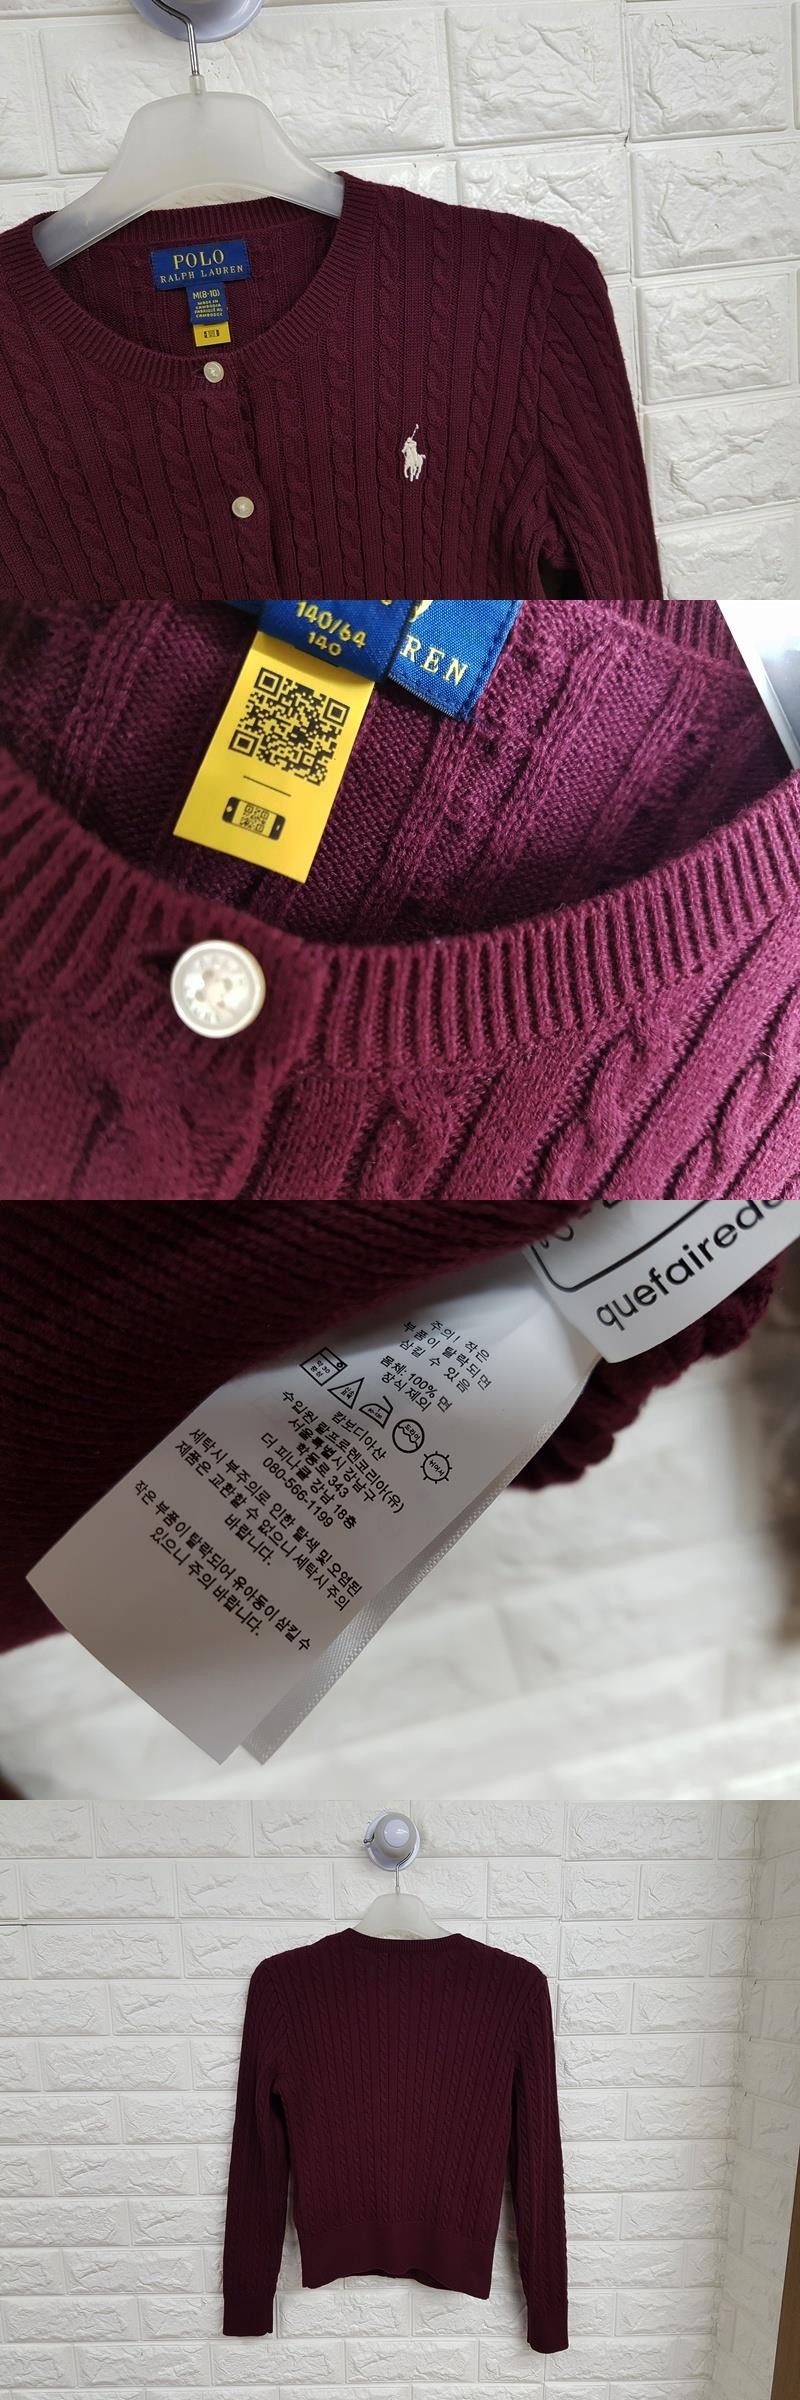 POLO
RALPH LAUREN
M(8-10)
MADE IN
CAMBODIA
FABRIQUÉ AU
CAMBODGE
140/64
140
REN
quefairede
주의! 작은
부품이 탈락되면
삼킬 수 있음
몸체: 100% 면
장식제외
캄보디아산
수입원 랄프로렌코리아(유)
서울특별시 강남구
학동로 343
더 피나클 강남 18층
080-566-1199
세탁시 부주의로 인한 탈색 및 오염된
제품은 교환할 수 없으니 세탁시 주의
바랍니다.
작은 부품이 탈락되어 유아동이 삼킬 수
있으니 주의 바랍니다.